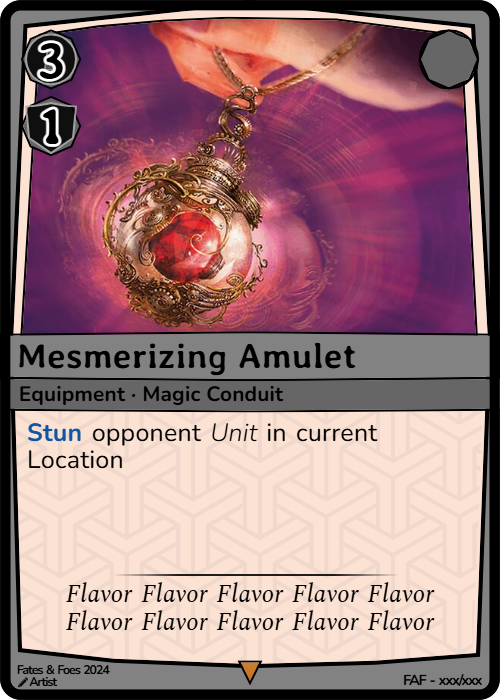 3
1
Mesmerizing Amulet
Equipment · Magic Conduit
Stun opponent Unit in current
Location
Flavor Flavor Flavor Flavor Flavor
Flavor Flavor Flavor Flavor Flavor
Fates & Foes 2024
Artist
FAF - xxx/xxx